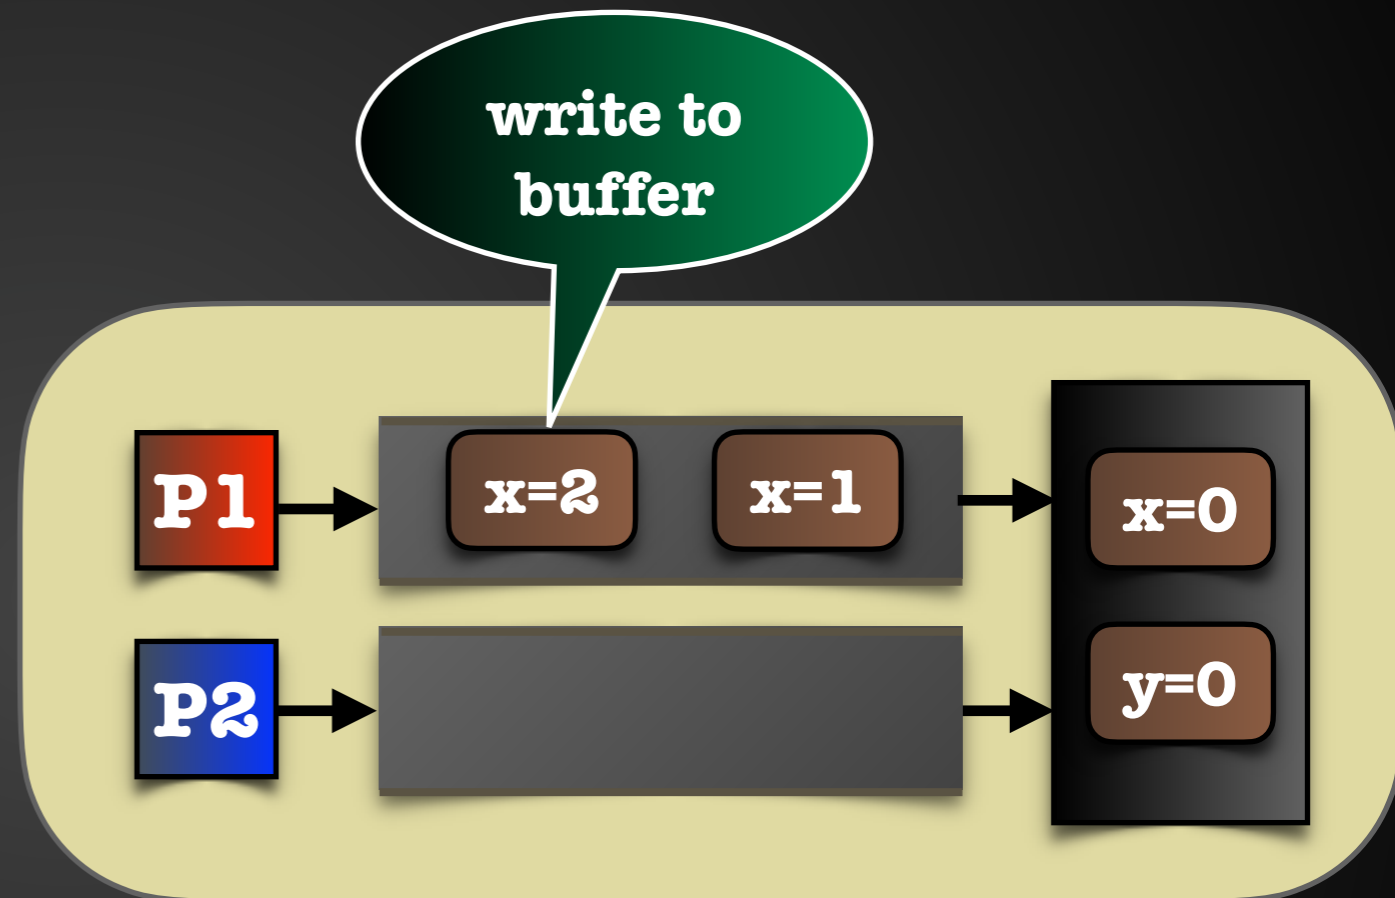 write to
buffer
P1
x=2
x=1
x=0
P2
y=0